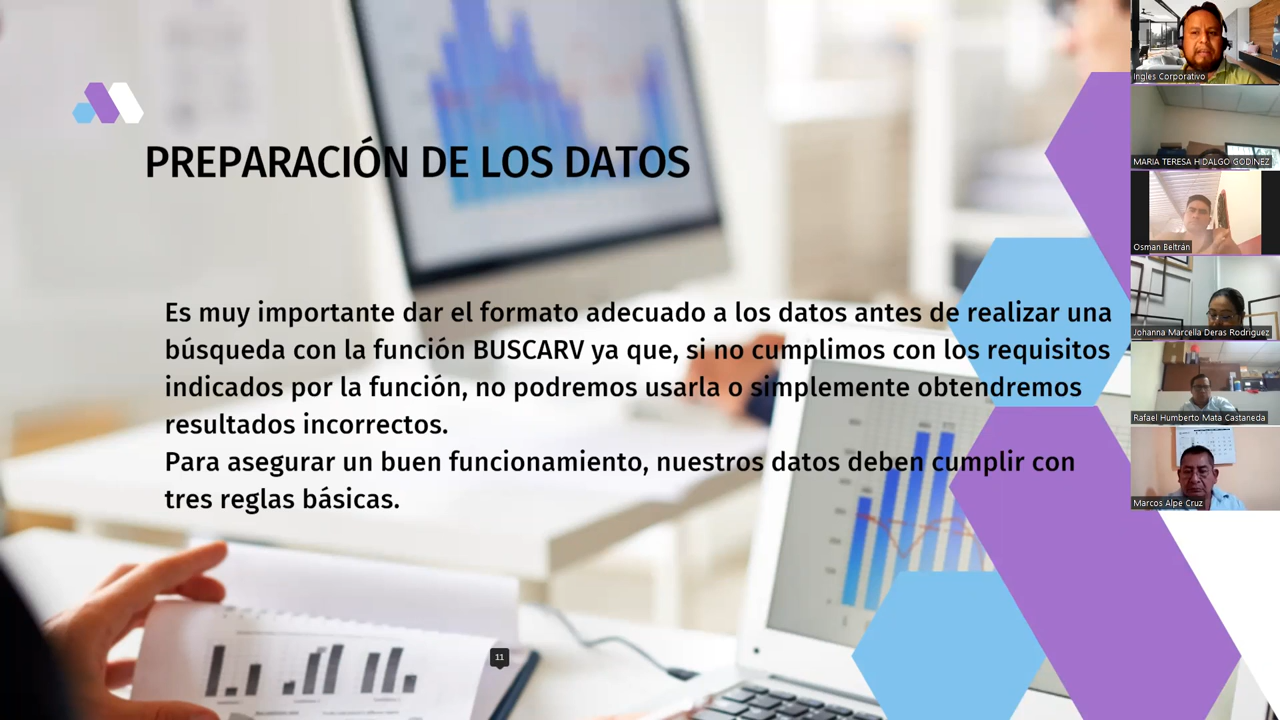 PREPARACIÓN DE LOS DATOS
Es muy importante dar el formato adecuado a los datos antes de realizar una
búsqueda con la función BUSCARV ya que, si no cumplimos con los requisitos
indicados por la función, no podremos usarla o simplemente obtendremos
resultados incorrectos.
Para asegurar un buen funcionamiento, nuestros datos deben cumplir con
tres reglas básicas.
11
Ingles Corporativo
MARIA TERESA HIDALGO GODINEZ
Osman Beltrán
Johanna Marcella Deras Rodriguez
Rafael Humberto Mata Castaneda
Marcos Alpe Cruz